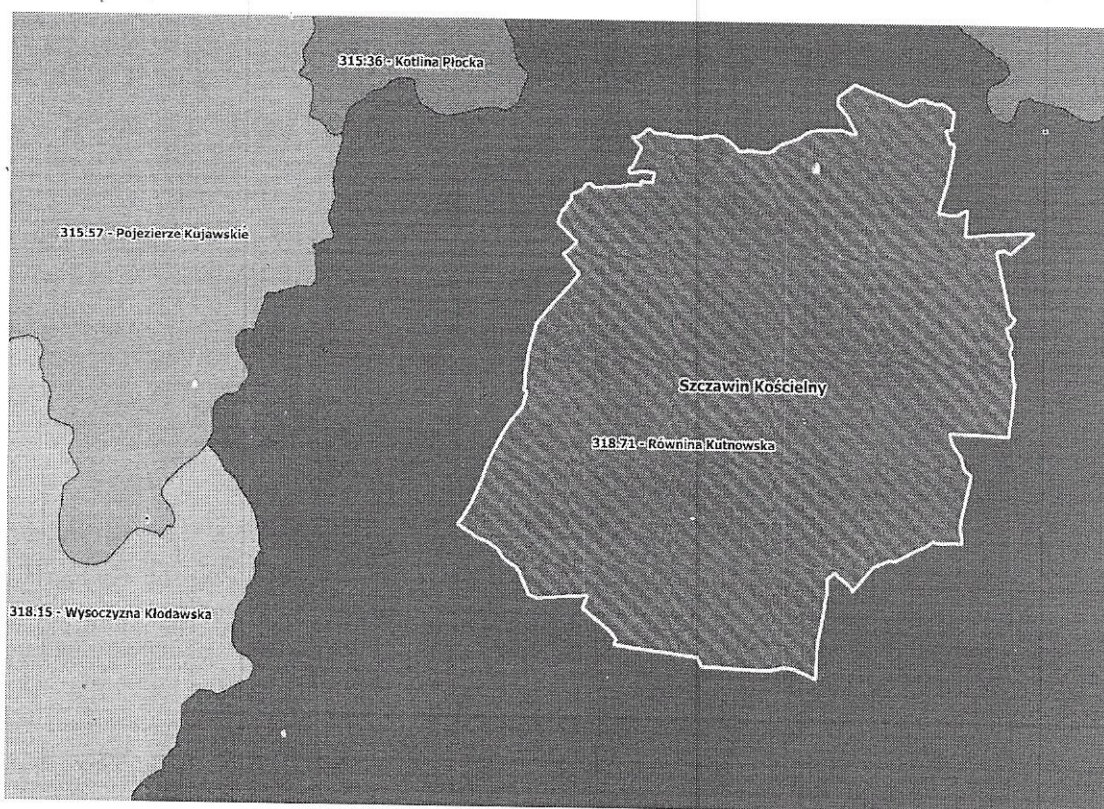 315.36 - Kotlina Płocka
315.57 - Pojezierze Kujawskie
Szczawin Kościelny
318.71 - Równina Kutnowska
318.15 - Wysoczyzna Kłodawska